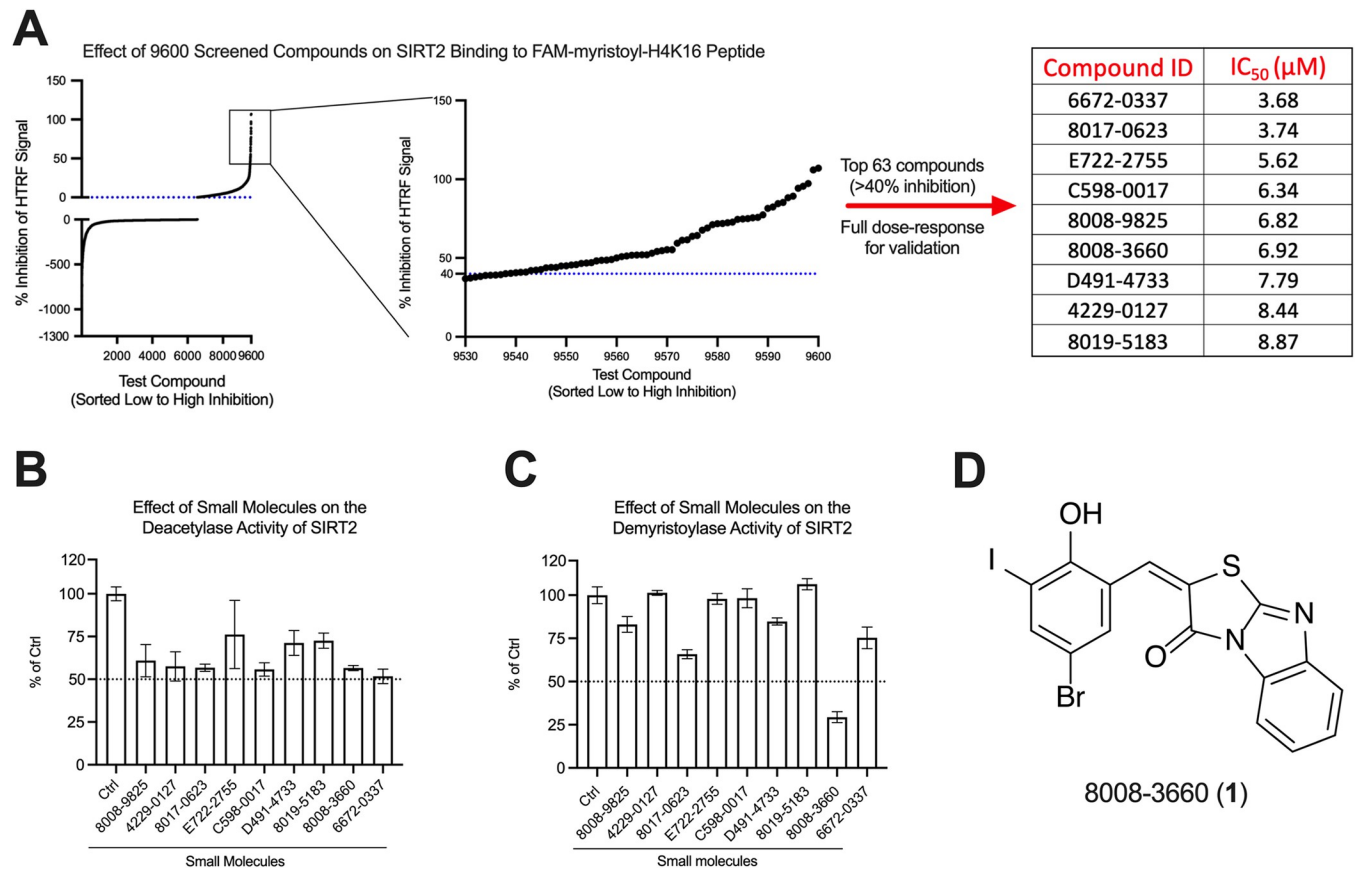 A
Effect of 9600 Screened Compounds on SIRT2 Binding to FAM-myristoyl-H4K16 Peptide
% Inhibition of HTRF Signal
150
100
50
0
0
-500
-1000
-1300
2000 4000 6000 8000 9600
Test Compound
(Sorted Low to High Inhibition)
% Inhibition of HTRF Signal
150
100
50
40
0
9530 9540 9550 9560 9570 9580 9590 9600
Test Compound
(Sorted Low to High Inhibition)
Top 63 compounds
(>40% inhibition)
Full dose-response
for validation
Compound ID IC50 (µM)
6672-0337 3.68
8017-0623 3.74
E722-2755 5.62
C598-0017 6.34
8008-9825 6.82
8008-3660 6.92
D491-4733 7.79
4229-0127 8.44
8019-5183 8.87
B
Effect of Small Molecules on the
Deacetylase Activity of SIRT2
% of Ctrl
120
100
75
50
25
0
Ctrl 8008-9825 4229-0127 8017-0623 E722-2755 C598-0017 D491-4733 8019-5183 8008-3660 6672-0337
Small Molecules
C
Effect of Small Molecules on the
Demyristoylase Activity of SIRT2
% of Ctrl
120
100
75
50
25
0
Ctrl 8008-9825 4229-0127 8017-0623 E722-2755 C598-0017 D491-4733 8019-5183 8008-3660 6672-0337
Small molecules
D
OH
I
S
N
N
O
Br
8008-3660 (1)